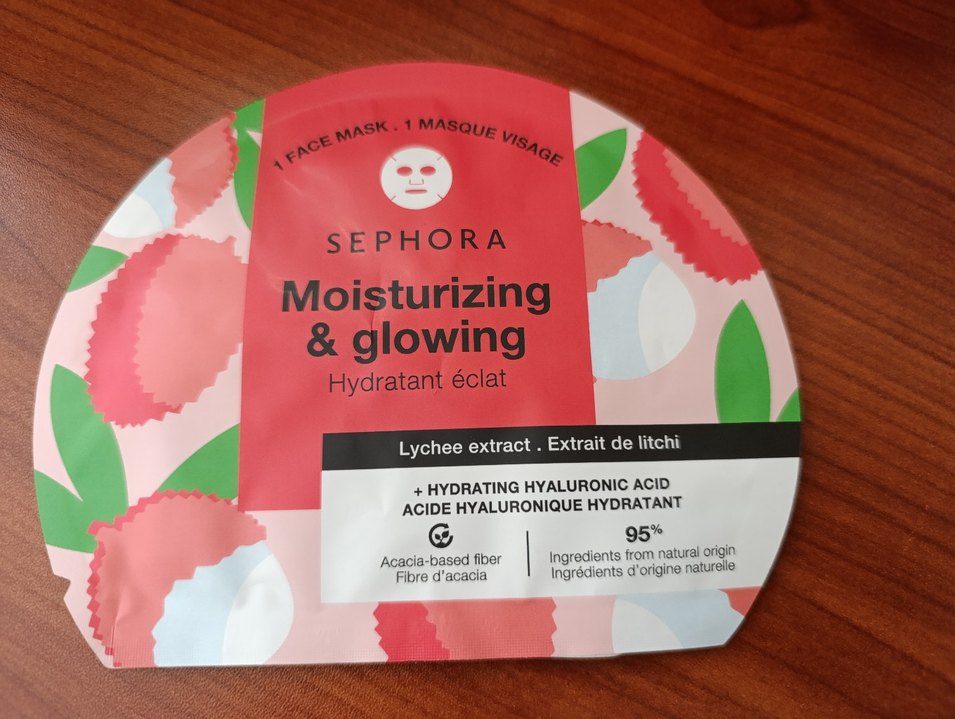 1 FACE MASK . 1 MASQUE VISAGE
SEPHORA
Moisturizing
& glowing
Hydratant éclat
Lychee extract . Extrait de litchi
+ HYDRATING HYALURONIC ACID
ACIDE HYALURONIQUE HYDRATANT
Acacia-based fiber
Fibre d'acacia
95%
Ingredients from natural origin
Ingrédients d'origine naturelle